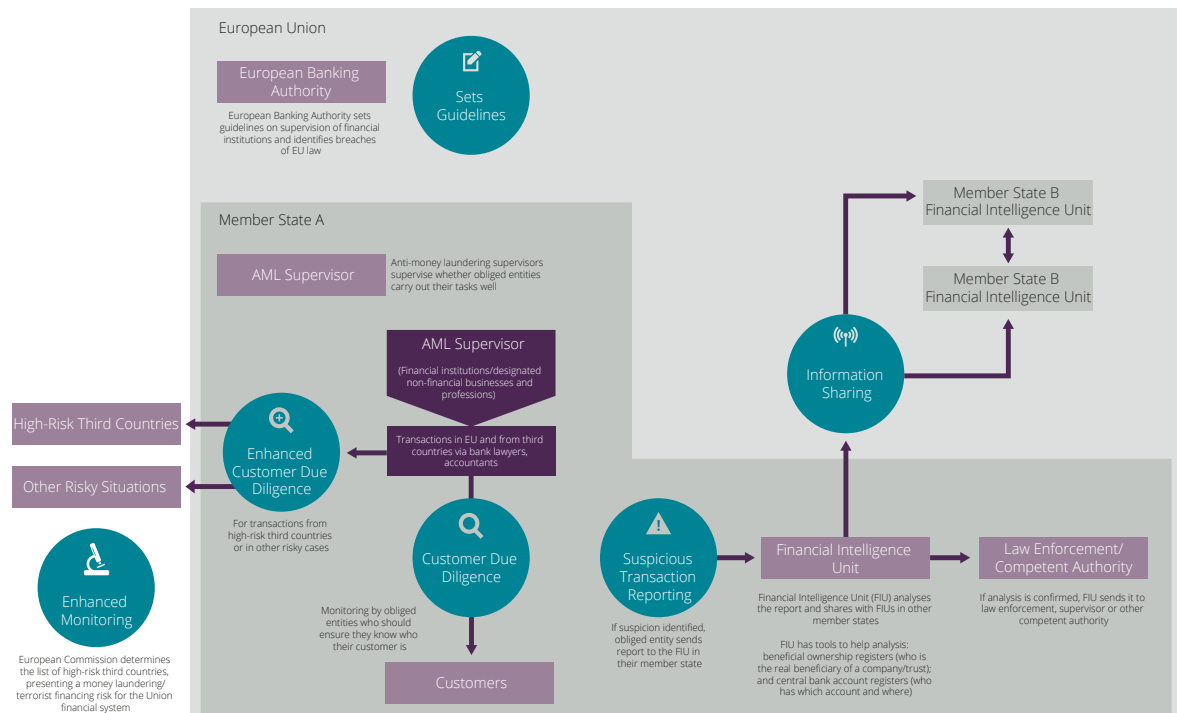 European Union
European Banking
Authority
European Banking Authority sets
guidelines on supervision of financial
institutions and identifies breaches
of EU law
Sets
Guidelines
Member State B
Financial Intelligence Unit
Member State B
Financial Intelligence Unit
Information
Sharing
Member State A
AML Supervisor
Anti-money laundering supervisors
supervise whether obliged entities
carry out their tasks well
AML Supervisor
(Financial institutions/designated
non-financial businesses and
professions)
Transactions in EU and from third
countries via bank lawyers,
accountants
High-Risk Third Countries
Other Risky Situations
Enhanced
Customer Due
Diligence
For transactions from
high-risk third countries
or in other risky cases
Enhanced
Monitoring
European Commission determines
the list of high-risk third countries,
presenting a money laundering/
terrorist financing risk for the Union
financial system
Customer Due
Diligence
Monitoring by obliged
entities who should
ensure they know who
their customer is
Customers
Suspicious
Transaction
Reporting
If suspicion identified,
obliged entity sends
report to the FIU in
their member state
Financial Intelligence
Unit
Financial Intelligence Unit (FIU) analyses
the report and shares with FIUs in other
member states
FIU has tools to help analysis:
beneficial ownership registers (who is
the real beneficiary of a company/trust);
and central bank account registers (who
has which account and where)
Law Enforcement/
Competent Authority
If analysis is confirmed, FIU sends it to
law enforcement, supervisor or other
competent authority